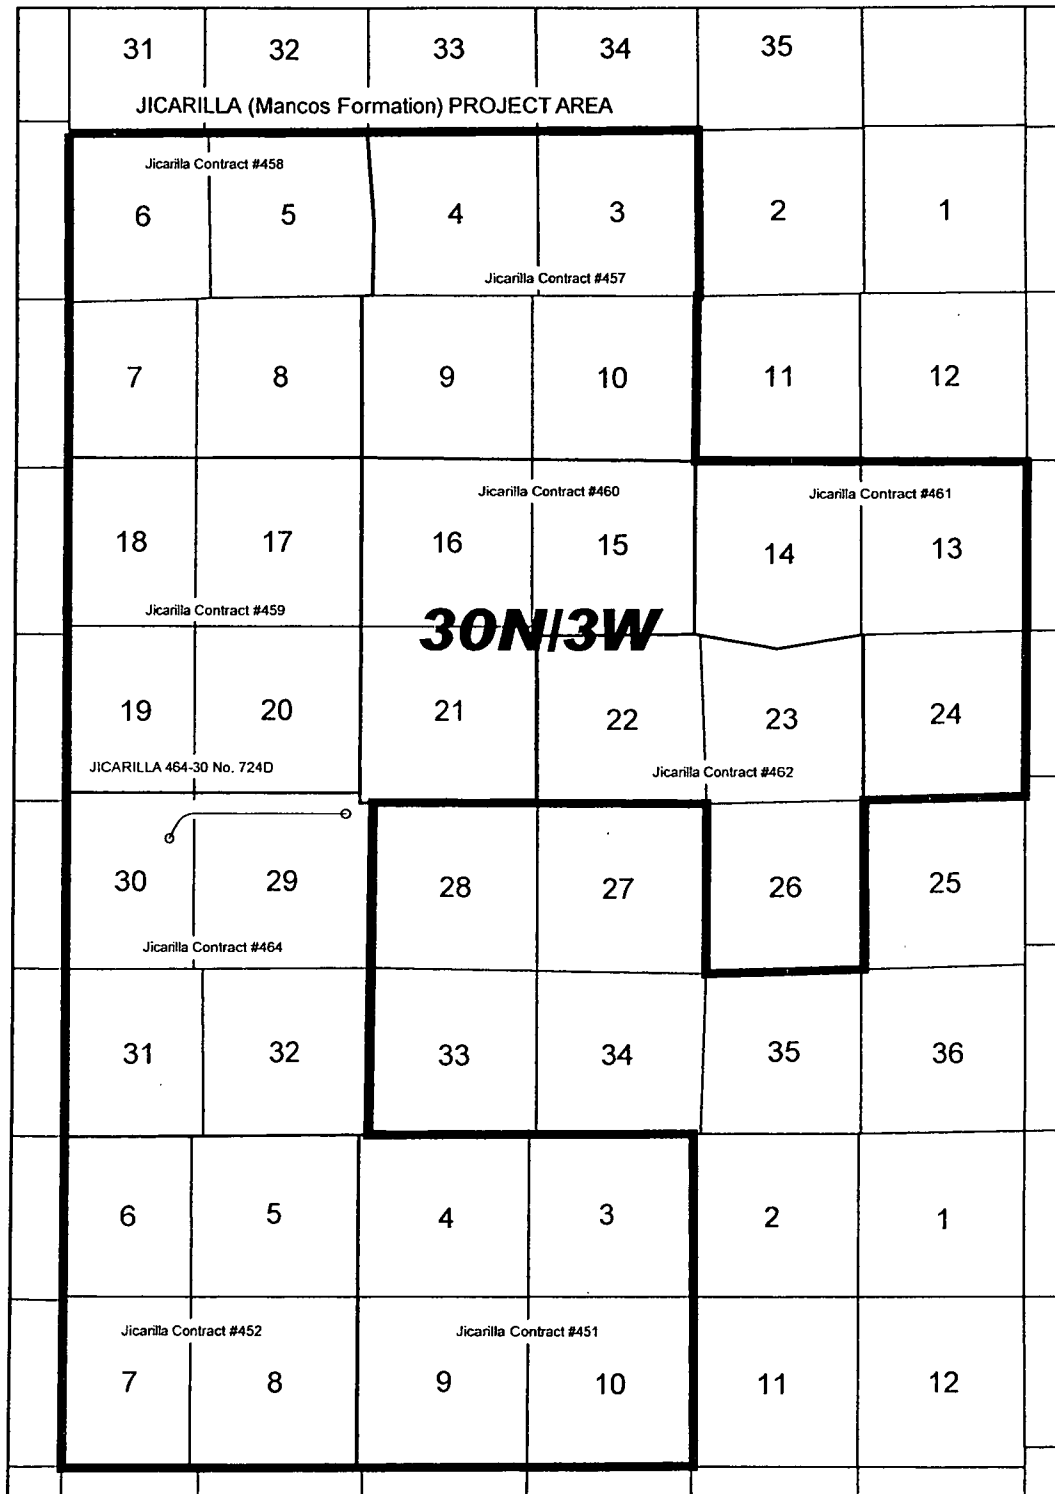 31 32 33 34 35
JICARILLA (Mancos Formation) PROJECT AREA
Jicarilla Contract #458
6 5 4 3 2 1
Jicarilla Contract #457
7 8 9 10 11 12
Jicarilla Contract #460 Jicarilla Contract #461
18 17 16 15 14 13
Jicarilla Contract #459
30N/3W
19 20 21 22 23 24
JICARILLA 464-30 No. 724D Jicarilla Contract #462
30 29 28 27 26 25
Jicarilla Contract #464
31 32 33 34 35 36
6 5 4 3 2 1
Jicarilla Contract #452 Jicarilla Contract #451
7 8 9 10 11 12